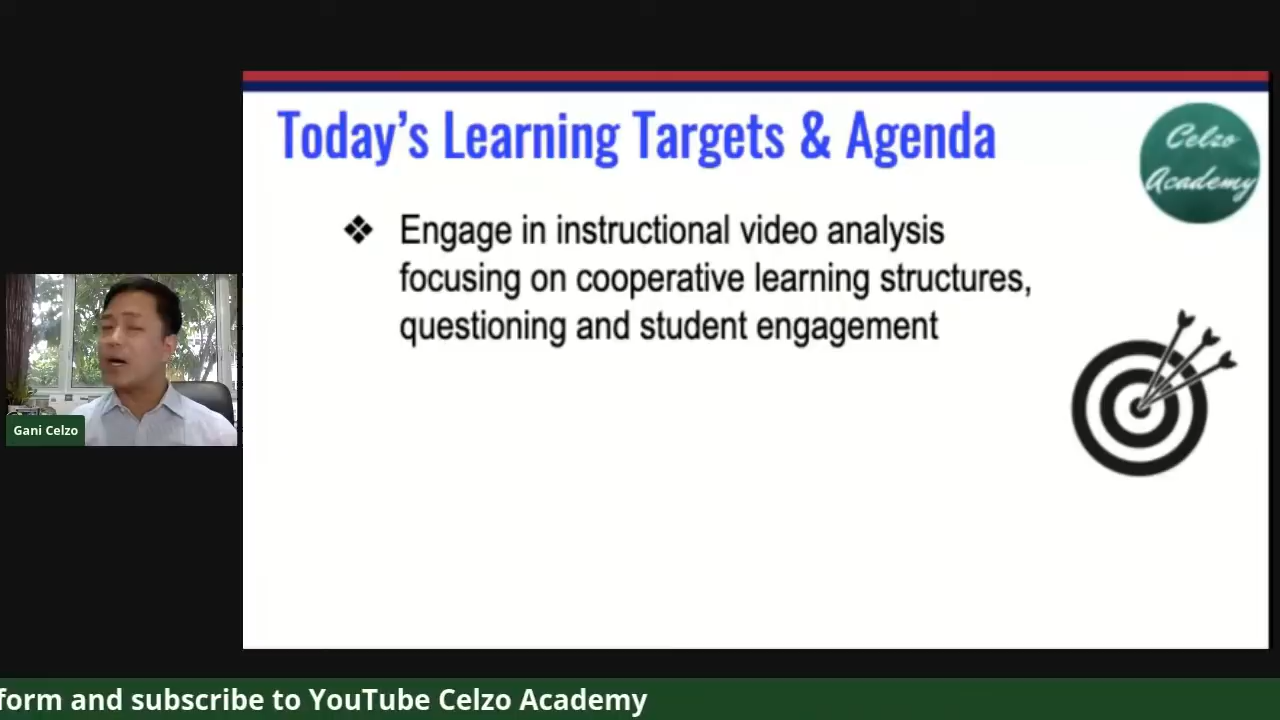 Today's Learning Targets & Agenda
Celzo
Academy
❖ Engage in instructional video analysis
focusing on cooperative learning structures,
questioning and student engagement
Gani Celzo
form and subscribe to YouTube Celzo Academy